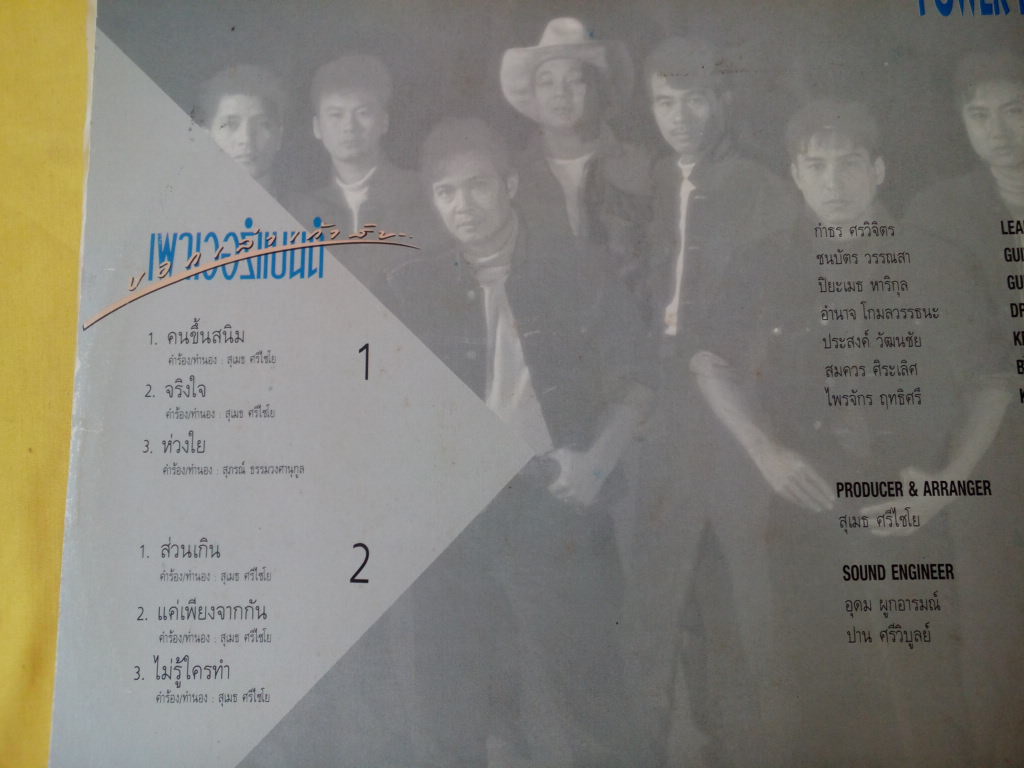 POWER
เพาเวอร์แบนด์
1
1. คนขึ้นสนิม
คำร้อง/ทำนอง : สุเมธ ศรีไชโย
2. จริงใจ
คำร้อง/ทำนอง : สุเมธ ศรีไชโย
3. ห่วงใย
คำร้อง/ทำนอง : สุภรณ์ ธรรมวงศานุกูล
2
1. ส่วนเกิน
คำร้อง/ทำนอง : สุเมธ ศรีไชโย
2. แค่เพียงจากกัน
คำร้อง/ทำนอง : สุเมธ ศรีไชโย
3. ไม่รู้ใครทำ
คำร้อง/ทำนอง : สุเมธ ศรีไชโย
กำธร ศรวิจิตร LEA
ชนบัตร วรรณสา GUI
ปิยะเมธ หาริกุล GU
อำนาจ โกมลวรรธนะ DR
ประสงค์ วัฒนชัย
สมควร ศิระเลิศ B
ไพรจักร ฤทธิศรี
PRODUCER & ARRANGER
สุเมธ ศรีไชโย
SOUND ENGINEER
อุดม ผูกอารมณ์
ปาน ศรีวิบูลย์